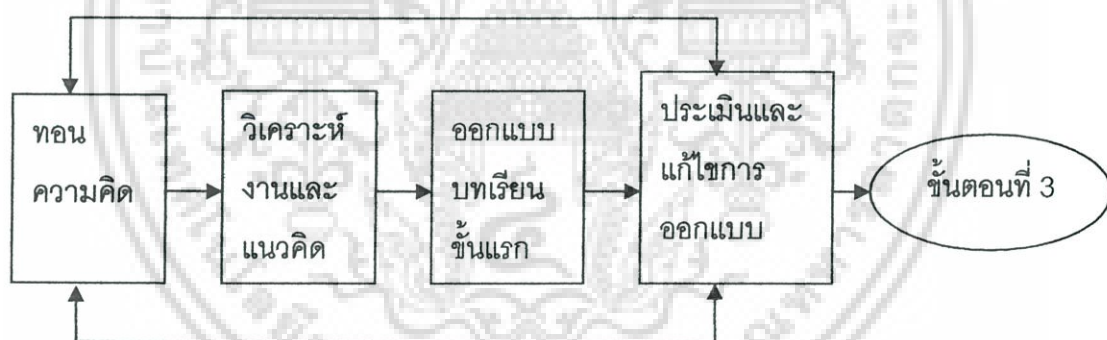 ทอน
ความคิด
วิเคราะห์
งานและ
แนวคิด
ออกแบบ
บทเรียน
ขั้นแรก
ประเมินและ
แก้ไขการ
ออกแบบ
ขั้นตอนที่ 3